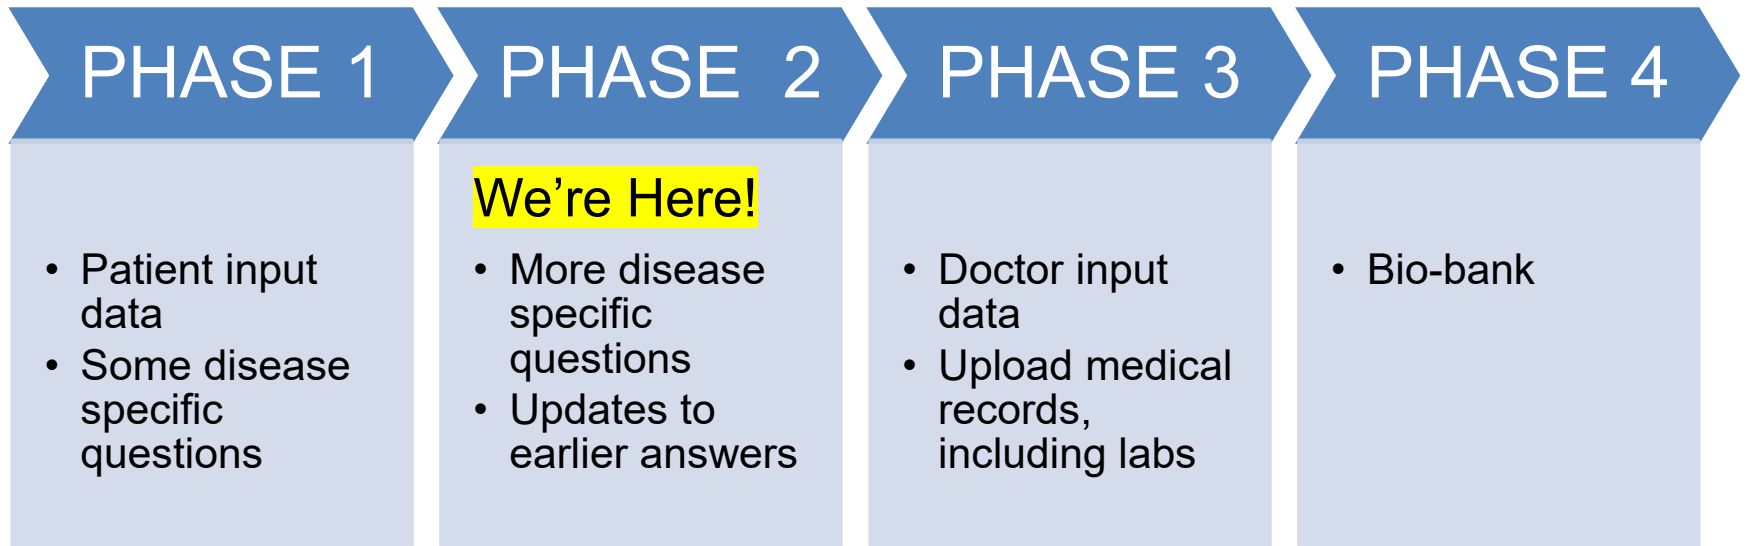 PHASE 1
• Patient input
data
• Some disease
specific
questions
PHASE 2
We’re Here!
• More disease
specific
questions
• Updates to
earlier answers
PHASE 3
• Doctor input
data
• Upload medical
records,
including labs
PHASE 4
• Bio-bank